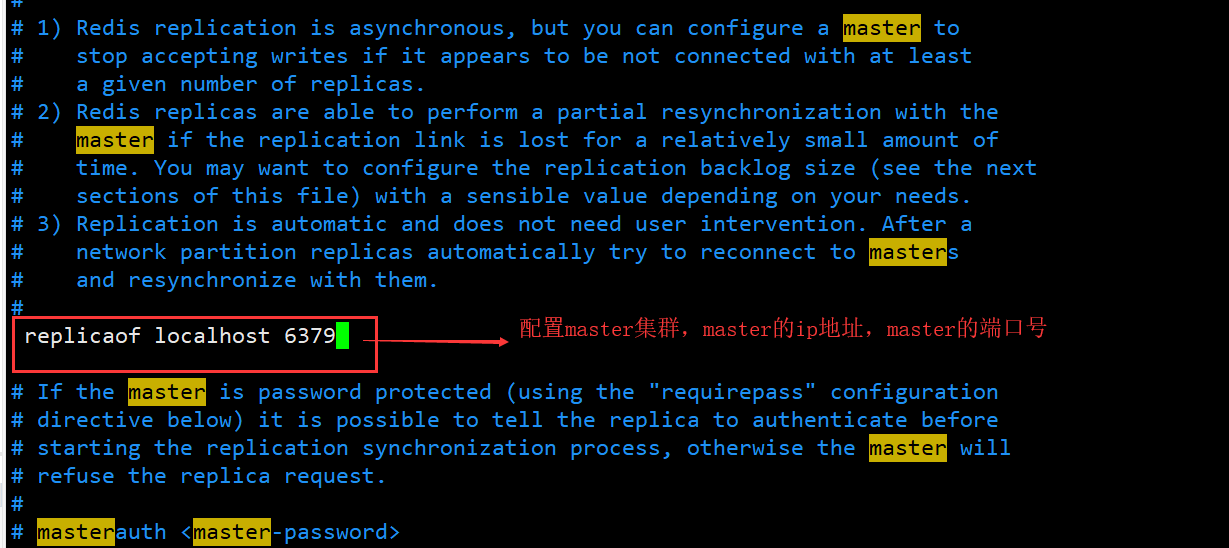 #
# 1) Redis replication is asynchronous, but you can configure a master to
#    stop accepting writes if it appears to be not connected with at least
#    a given number of replicas.
# 2) Redis replicas are able to perform a partial resynchronization with the
#    master if the replication link is lost for a relatively small amount of
#    time. You may want to configure the replication backlog size (see the next
#    sections of this file) with a sensible value depending on your needs.
# 3) Replication is automatic and does not need user intervention. After a
#    network partition replicas automatically try to reconnect to masters
#    and resynchronize with them.
#
replicaof localhost 6379
配置master集群，master的ip地址，master的端口号
# If the master is password protected (using the "requirepass" configuration
# directive below) it is possible to tell the replica to authenticate before
# starting the replication synchronization process, otherwise the master will
# refuse the replica request.
#
# masterauth <master-password>